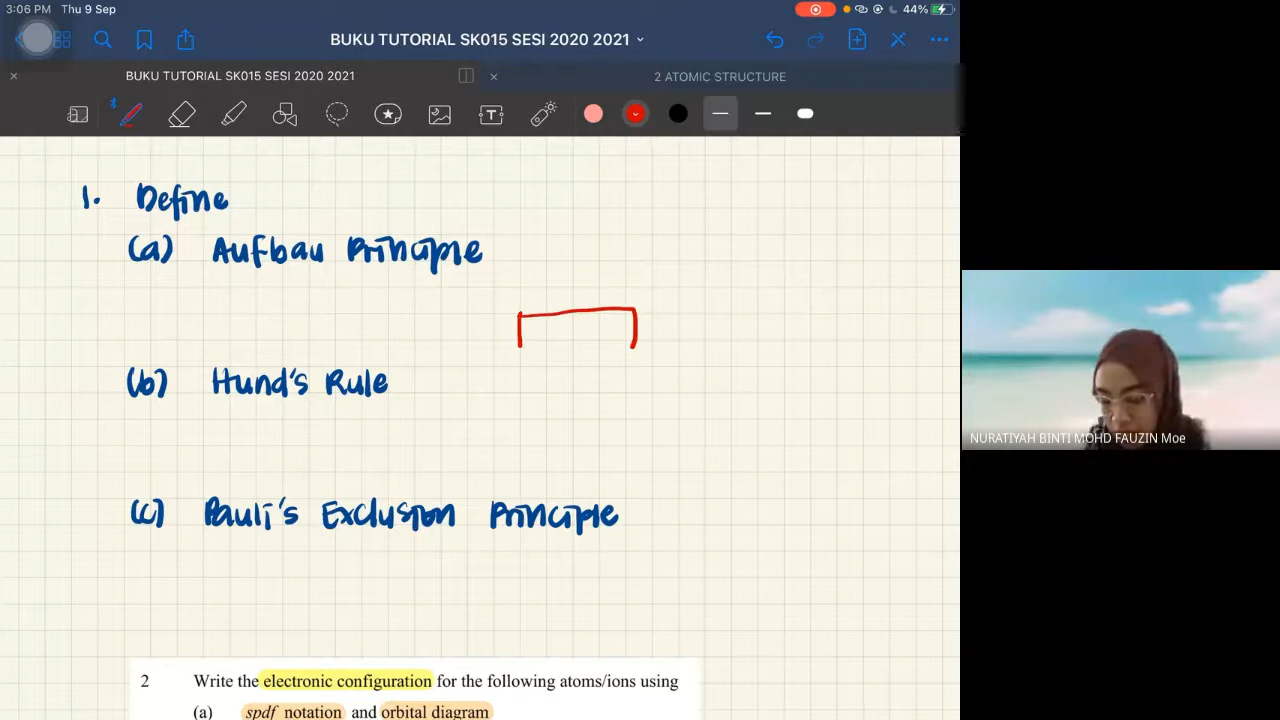 3:06 PM Thu 9 Sep
44%
BUKU TUTORIAL SK015 SESI 2020 2021
BUKU TUTORIAL SK015 SESI 2020 2021
2 ATOMIC STRUCTURE
T
1. Define
(a) Aufbau Principle
(b) Hund's Rule
(c) Pauli's Exclusion Principle
NURATIYAH BINTI MOHD FAUZIN Moe
2 Write the electronic configuration for the following atoms/ions using
(a) spdf notation and orbital diagram